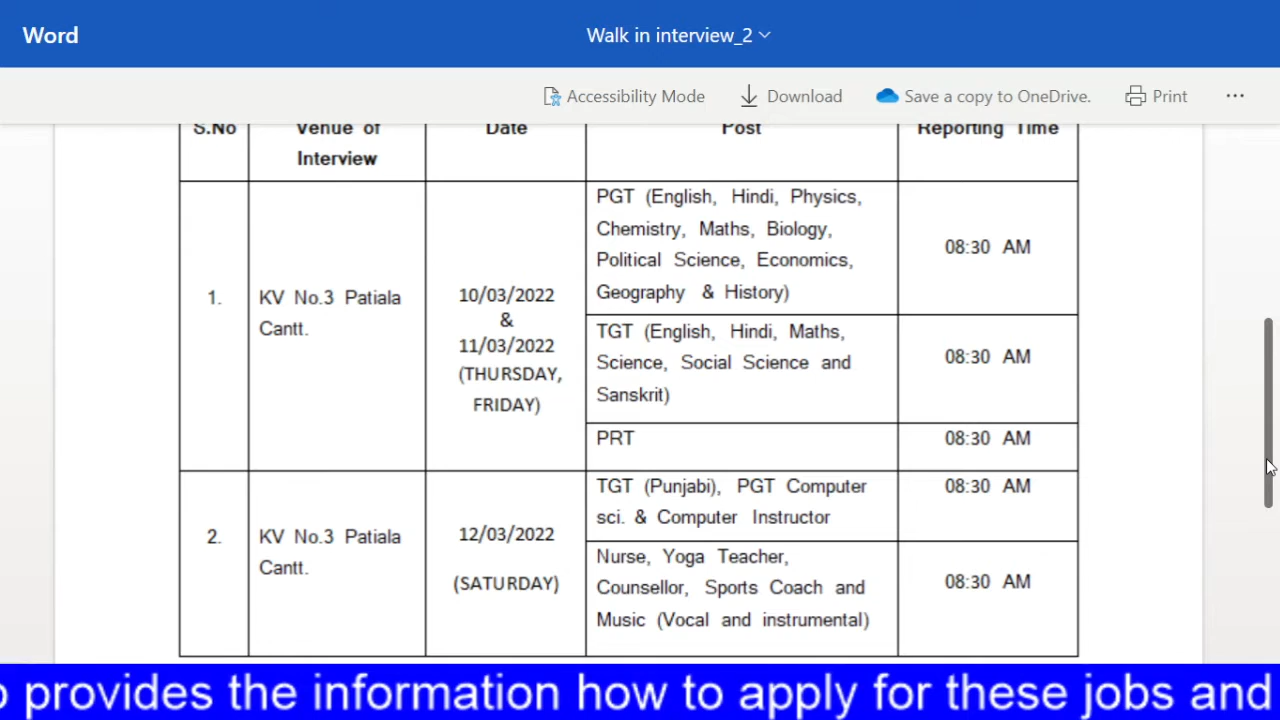 Word
Walk in interview_2
Accessibility Mode Download Save a copy to OneDrive. Print ...
S.No Venue of Interview Date Post Reporting Time
1.
KV No.3 Patiala
Cantt.
10/03/2022
&
11/03/2022
(THURSDAY,
FRIDAY)
PGT (English, Hindi, Physics,
Chemistry, Maths, Biology,
Political Science, Economics,
Geography & History)
08:30 AM
TGT (English, Hindi, Maths,
Science, Social Science and
Sanskrit)
08:30 AM
PRT
08:30 AM
2.
KV No.3 Patiala
Cantt.
12/03/2022
(SATURDAY)
TGT (Punjabi), PGT Computer
sci. & Computer Instructor
08:30 AM
Nurse, Yoga Teacher,
Counsellor, Sports Coach and
Music (Vocal and instrumental)
08:30 AM
provides the information how to apply for these jobs and